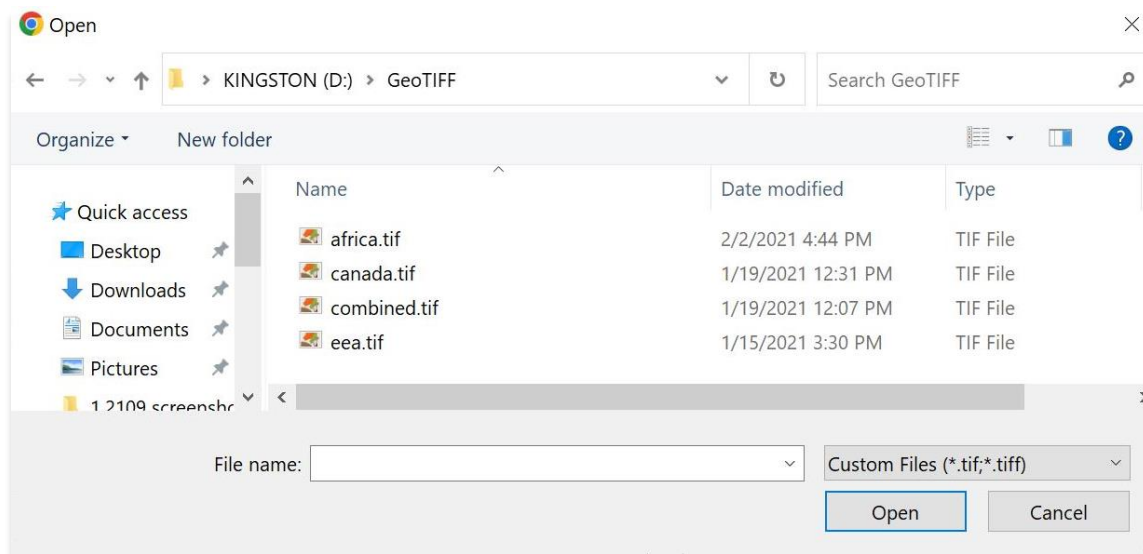 Open
KINGSTON (D:) > GeoTIFF
Search GeoTIFF
Organize
New folder
?
Name
Date modified
Type
Quick access
Desktop
Downloads
Documents
Pictures
africa.tif 2/2/2021 4:44 PM TIF File
canada.tif 1/19/2021 12:31 PM TIF File
combined.tif 1/19/2021 12:07 PM TIF File
eea.tif 1/15/2021 3:30 PM TIF File
File name:
Custom Files (*.tif;*.tiff)
Open
Cancel